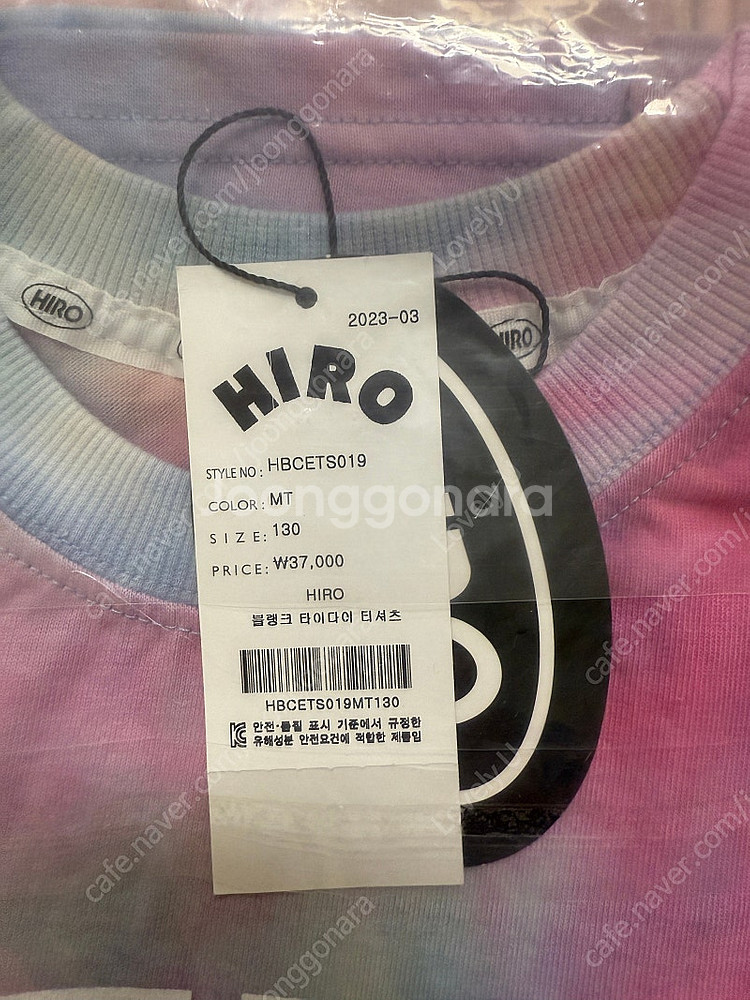 HIRO
HIRO
2023-03
HIRO
STYLE NO: HBCETS019
COLOR: MT
SIZE: 130
PRICE: ₩37,000
HIRO
블랭크 타이다이 티셔츠
HBCETS019MT130
안전·품질 표시 기준에서 규정한
유해성분 안전요건에 적합한 제품임
Joonggonara
Lovely U
cafe.naver.com/joonggonara